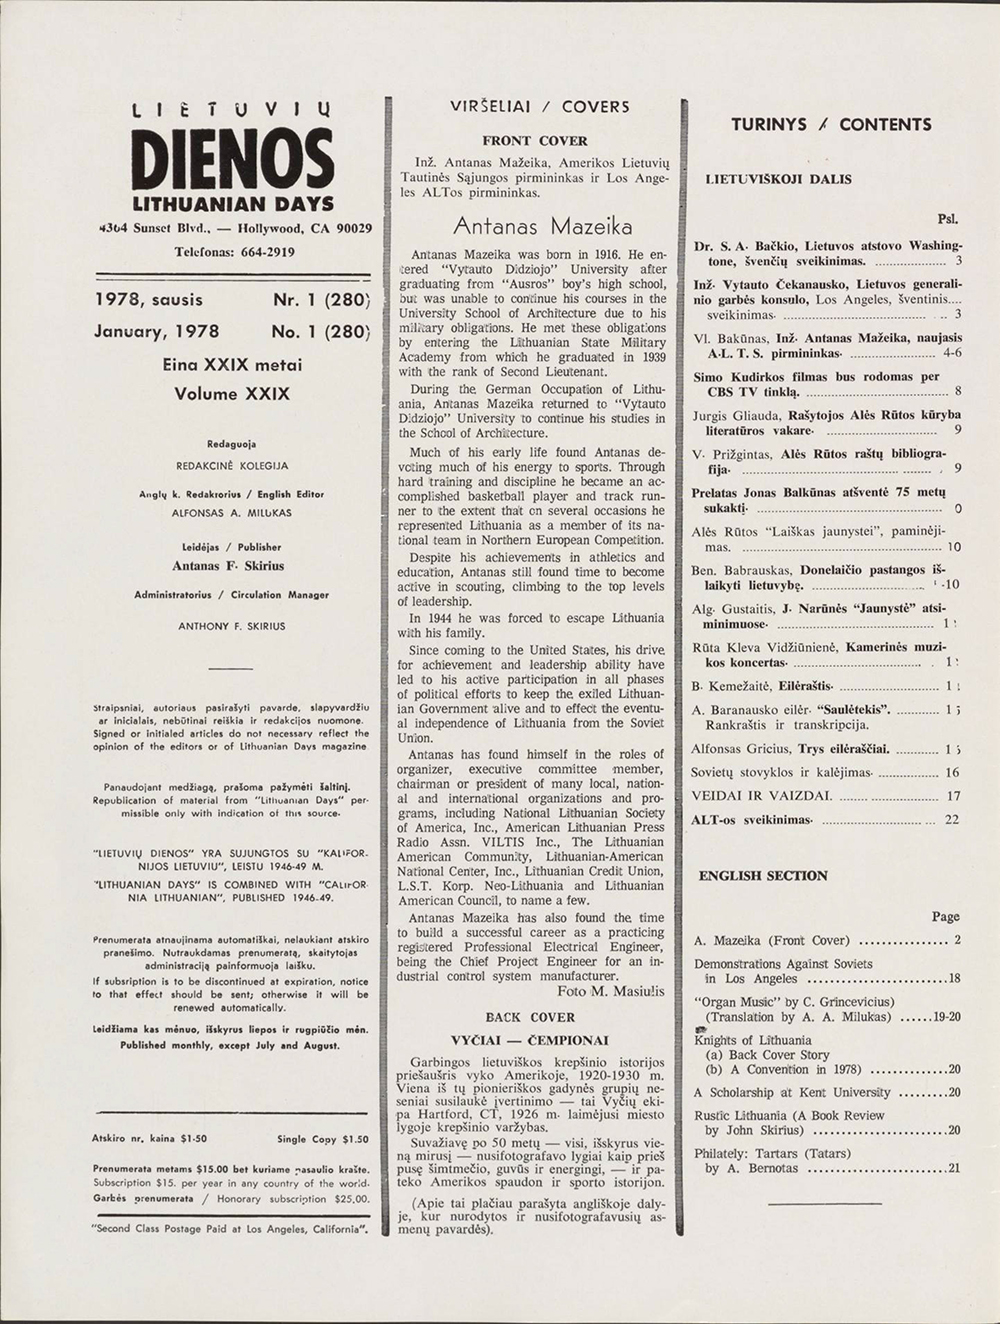 LIETUVIŲ
DIENOS
LITHUANIAN DAYS
4364 Sunset Blvd., — Hollywood, CA 90029
Telefonas: 664-2919
1978, sausis Nr. 1 (280)
January, 1978 No. 1 (280)
Eina XXIX metai
Volume XXIX
Redaguoja
REDAKCINĖ KOLEGIJA
Anglų k. Redaktorius / English Editor
ALFONSAS A. MILUKAS
Leidėjas / Publisher
Antanas F. Skirius
Administratorius / Circulation Manager
ANTHONY F. SKIRIUS
Straipsniai, autoriaus pasirašyti pavarde, slapyvardžiu
ar inicialais, nebūtinai reiškia ir redakcijos nuomonę.
Signed or initialed articles do not necessary reflect the
opinion of the editors or of Lithuanian Days magazine
Panaudojant medžiagą, prašoma pažymėti šaltinį.
Republication of material from "Lithuanian Days" per-
missible only with indication of this source.
"LIETUVIŲ DIENOS" YRA SUJUNGTOS SU "KALIFOR-
NIJOS LIETUVIU", LEISTU 1946-49 M.
"LITHUANIAN DAYS" IS COMBINED WITH "CALIFOR-
NIA LITHUANIAN", PUBLISHED 1946-49.
Prenumerata atnaujinama automatiškai, nelaukiant atskiro
pranešimo. Nutraukdamas prenumeratą, skaitytojas
administraciją painformuoja laišku.
If subsription is to be discontinued at expiration, notice
to that effect should be sent; otherwise it will be
renewed automatically.
Leidžiama kas mėnuo, išskyrus liepos ir rugpiūčio mėn.
Published monthly, except July and August.
Atskiro nr. kaina $1.50 Single Copy $1.50
Prenumerata metams $15.00 bet kuriame pasaulio krašte.
Subscription $15. per year in any country of the world.
Garbės prenumerata / Honorary subscription $25.00.
"Second Class Postage Paid at Los Angeles, California".
VIRŠELIAI / COVERS
FRONT COVER
Inž. Antanas Mažeika, Amerikos Lietuvių
Tautinės Sąjungos pirmininkas ir Los Ange-
les ALTos pirmininkas.
Antanas Mazeika
Antanas Mazeika was born in 1916. He en-
tered "Vytauto Didziojo" University after
graduating from "Ausros" boy's high school,
but was unable to continue his courses in the
University School of Architecture due to his
military obligations. He met these obligations
by entering the Lithuanian State Military
Academy from which he graduated in 1939
with the rank of Second Lieutenant.
During the German Occupation of Lithu-
ania, Antanas Mazeika returned to "Vytauto
Didziojo" University to continue his studies in
the School of Architecture.
Much of his early life found Antanas de-
voting much of his energy to sports. Through
hard training and discipline he became an ac-
complished basketball player and track run-
ner to the extent that on several occasions he
represented Lithuania as a member of its na-
tional team in Northern European Competition.
Despite his achievements in athletics and
education, Antanas still found time to become
active in scouting, climbing to the top levels
of leadership.
In 1944 he was forced to escape Lithuania
with his family.
Since coming to the United States, his drive
for achievement and leadership ability have
led to his active participation in all phases
of political efforts to keep the exiled Lithuan-
ian Government alive and to effect the eventu-
al independence of Lithuania from the Soviet
Union.
Antanas has found himself in the roles of
organizer, executive committee member,
chairman or president of many local, nation-
al and international organizations and pro-
grams, including National Lithuanian Society
of America, Inc., American Lithuanian Press
Radio Assn. VILTIS Inc., The Lithuanian
American Community, Lithuanian-American
National Center, Inc., Lithuanian Credit Union,
L.S.T. Korp. Neo-Lithuania and Lithuanian
American Council, to name a few.
Antanas Mazeika has also found the time
to build a successful career as a practicing
registered Professional Electrical Engineer,
being the Chief Project Engineer for an in-
dustrial control system manufacturer.
Foto M. Masiulis
BACK COVER
VYČIAI — ČEMPIONAI
Garbingos lietuviškos krepšinio istorijos
priešaušris vyko Amerikoje, 1920-1930 m.
Viena iš tų pionieriškos gadynės grupių ne-
seniai susilaukė įvertinimo — tai Vyčių eki-
pa Hartford, CT, 1926 m. laimėjusi miesto
lygoje krepšinio varžybas.
Suvažiavę po 50 metų — visi, išskyrus vie-
ną mirusį — nusifotografavo lygiai kaip prieš
pusę šimtmečio, guvūs ir energingi, — ir pa-
teko Amerikos spaudon ir sporto istorijon.
(Apie tai plačiau parašyta angliškoje daly-
je, kur nurodytos ir nusifotografavusių as-
menų pavardės).
TURINYS / CONTENTS
LIETUVIŠKOJI DALIS
Psl.
Dr. S. A. Bačkio, Lietuvos atstovo Washing-
tone, švenčių sveikinimas. .................... 3
Inž. Vytauto Čekanausko, Lietuvos generali-
nio garbės konsulo, Los Angeles, šventinis....
sveikinimas. ........................................ 3
Vl. Bakūnas, Inž. Antanas Mažeika, naujasis
A.L. T. S. pirmininkas. ........................ 4-6
Simo Kudirkos filmas bus rodomas per
CBS TV tinklą. ........................................ 8
Jurgis Gliauda, Rašytojos Alės Rūtos kūryba
literatūros vakare. ................................ 9
V. Prižgintas, Alės Rūtos raštų bibliogra-
fija. ........................................................ 9
Prelatas Jonas Balkūnas atšventė 75 metų
sukaktį. .................................................... 0
Alės Rūtos "Laiškas jaunystei", paminėji-
mas. ........................................................ 10
Ben. Babrauskas, Donelaičio pastangos iš-
laikyti lietuvybę. ................................ 10
Alg. Gustaitis, J. Narūnės "Jaunystė" atsi-
minimuose. ............................................ 1
Rūta Kleva Vidžiūnienė, Kamerinės muzi-
kos koncertas. .................................... 1
B. Kemežaitė, Eilėraštis. ............................ 1
A. Baranausko eilėr. "Saulėtekis". ............ 1
Rankraštis ir transkripcija.
Alfonsas Gricius, Trys eilėraščiai. ............ 1
Sovietų stovyklos ir kalėjimas. ................ 16
VEIDAI IR VAIZDAI. ............................ 17
ALT-os sveikinimas. ................................ 22
ENGLISH SECTION
Page
A. Mazeika (Front Cover) ................ 2
Demonstrations Against Soviets
in Los Angeles .........................18
"Organ Music" by C. Grincevicius)
(Translation by A. A. Milukas) ......19-20
Knights of Lithuania
(a) Back Cover Story
(b) A Convention in 1978) ..............20
A Scholarship at Kent University .........20
Rustic Lithuania (A Book Review
by John Skirius) ........................20
Philately: Tartars (Tatars)
by A. Bernotas .........................21